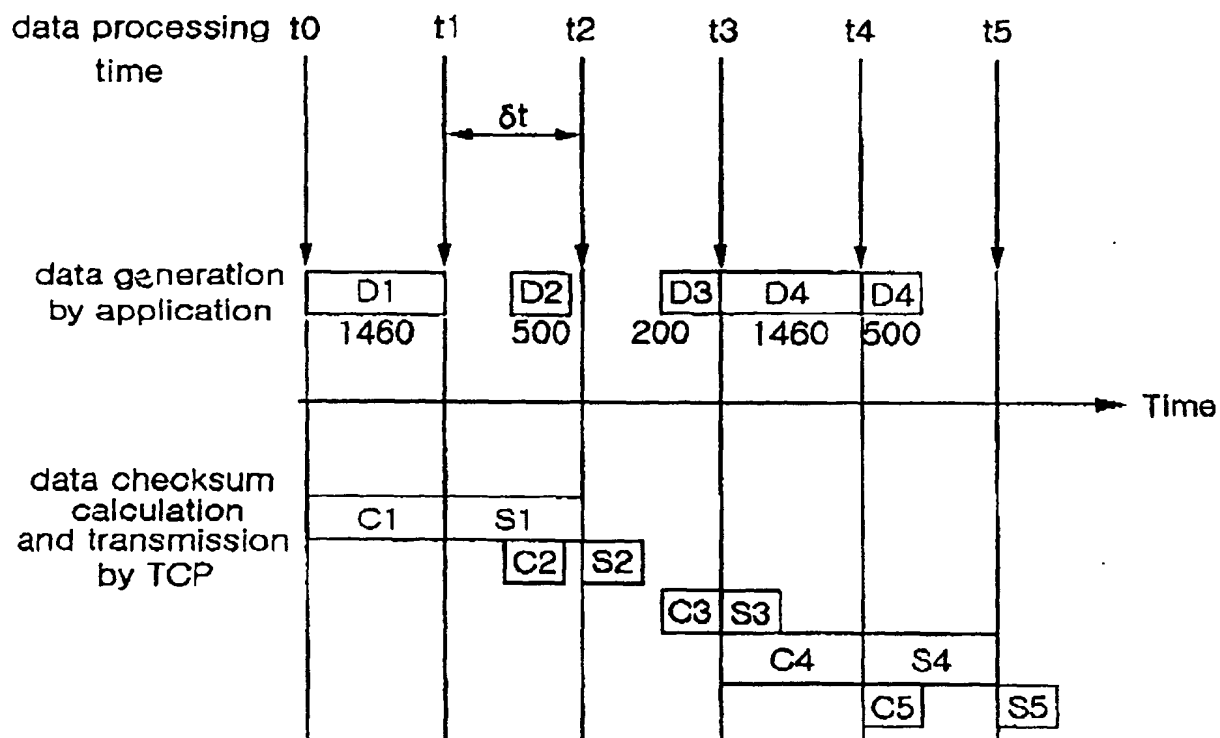 data processing t0 t1 t2 t3 t4 t5
time
δt
data generation
by application
D1 D2 D3 D4 D4
1460 500 200 1460 500
Time
data checksum
calculation
and transmission
by TCP
C1 S1
C2 S2
C3 S3
C4 S4
C5 S5